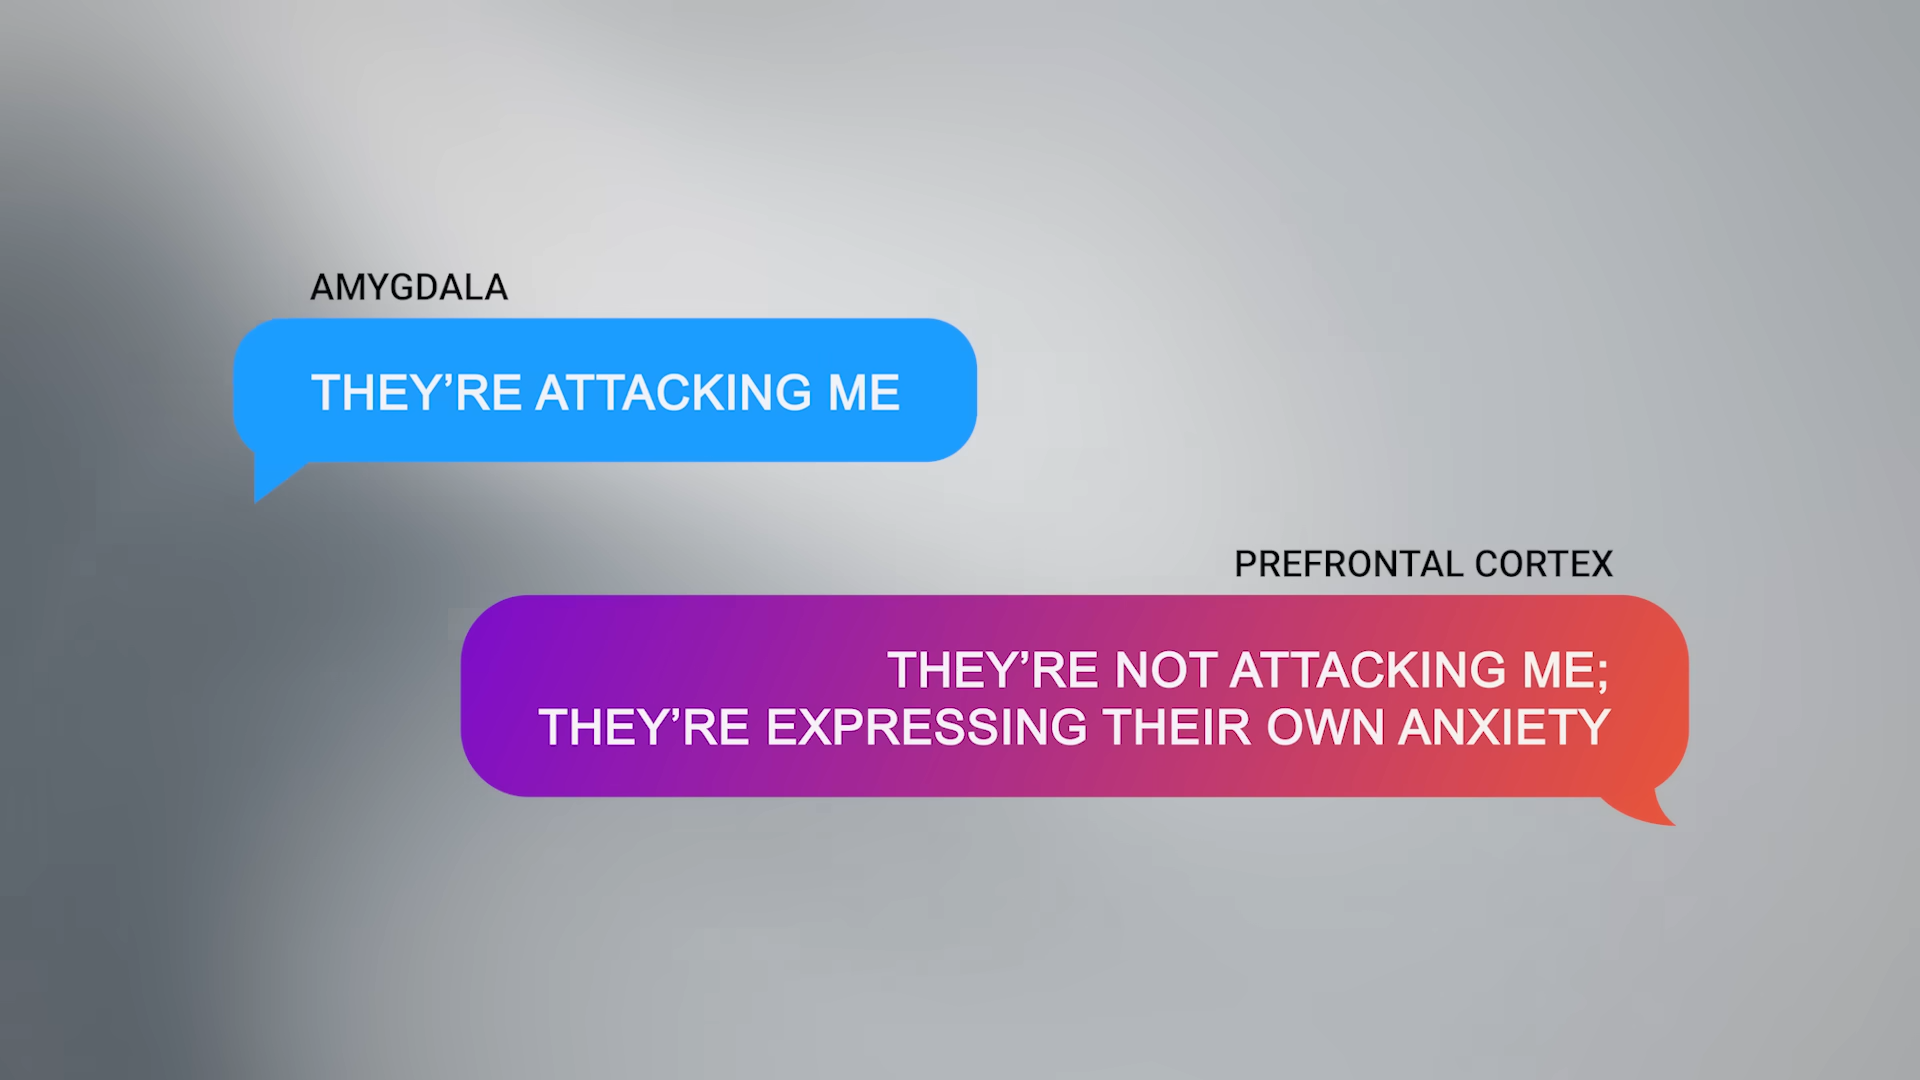 AMYGDALA
THEY’RE ATTACKING ME
PREFRONTAL CORTEX
THEY’RE NOT ATTACKING ME;
THEY’RE EXPRESSING THEIR OWN ANXIETY